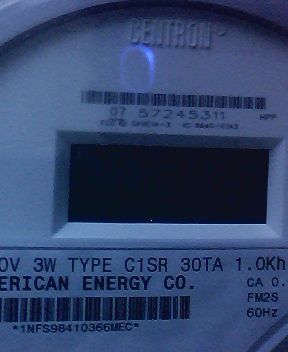 CENTRON®
07 57245311
0V 3W TYPE C1SR 30TA 1.0Kh
ERICAN ENERGY CO.
CA 0.
FM2S
60Hz
*1NFS98410366MEC*